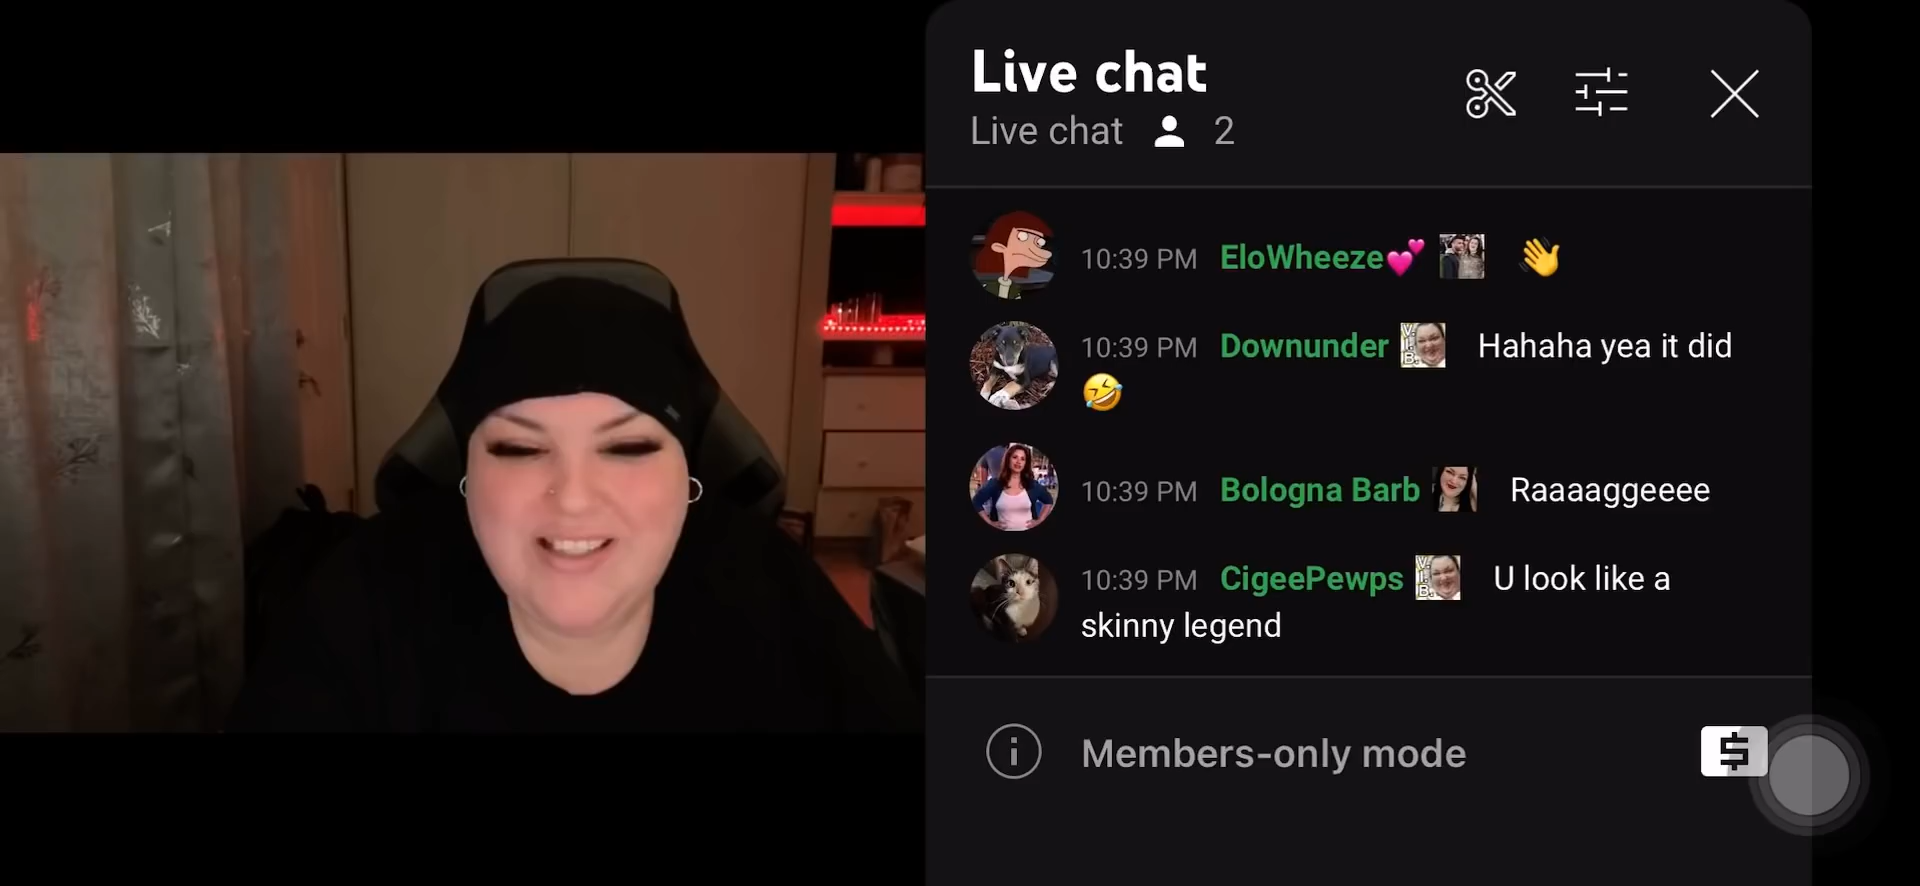 Live chat
Live chat 2
10:39 PM EloWheeze💕 👋
10:39 PM Downunder V.I.B. Hahaha yea it did
🤣
10:39 PM Bologna Barb Raaaaggeeee
10:39 PM CigeePewps V.I.B. U look like a
skinny legend
Members-only mode
$